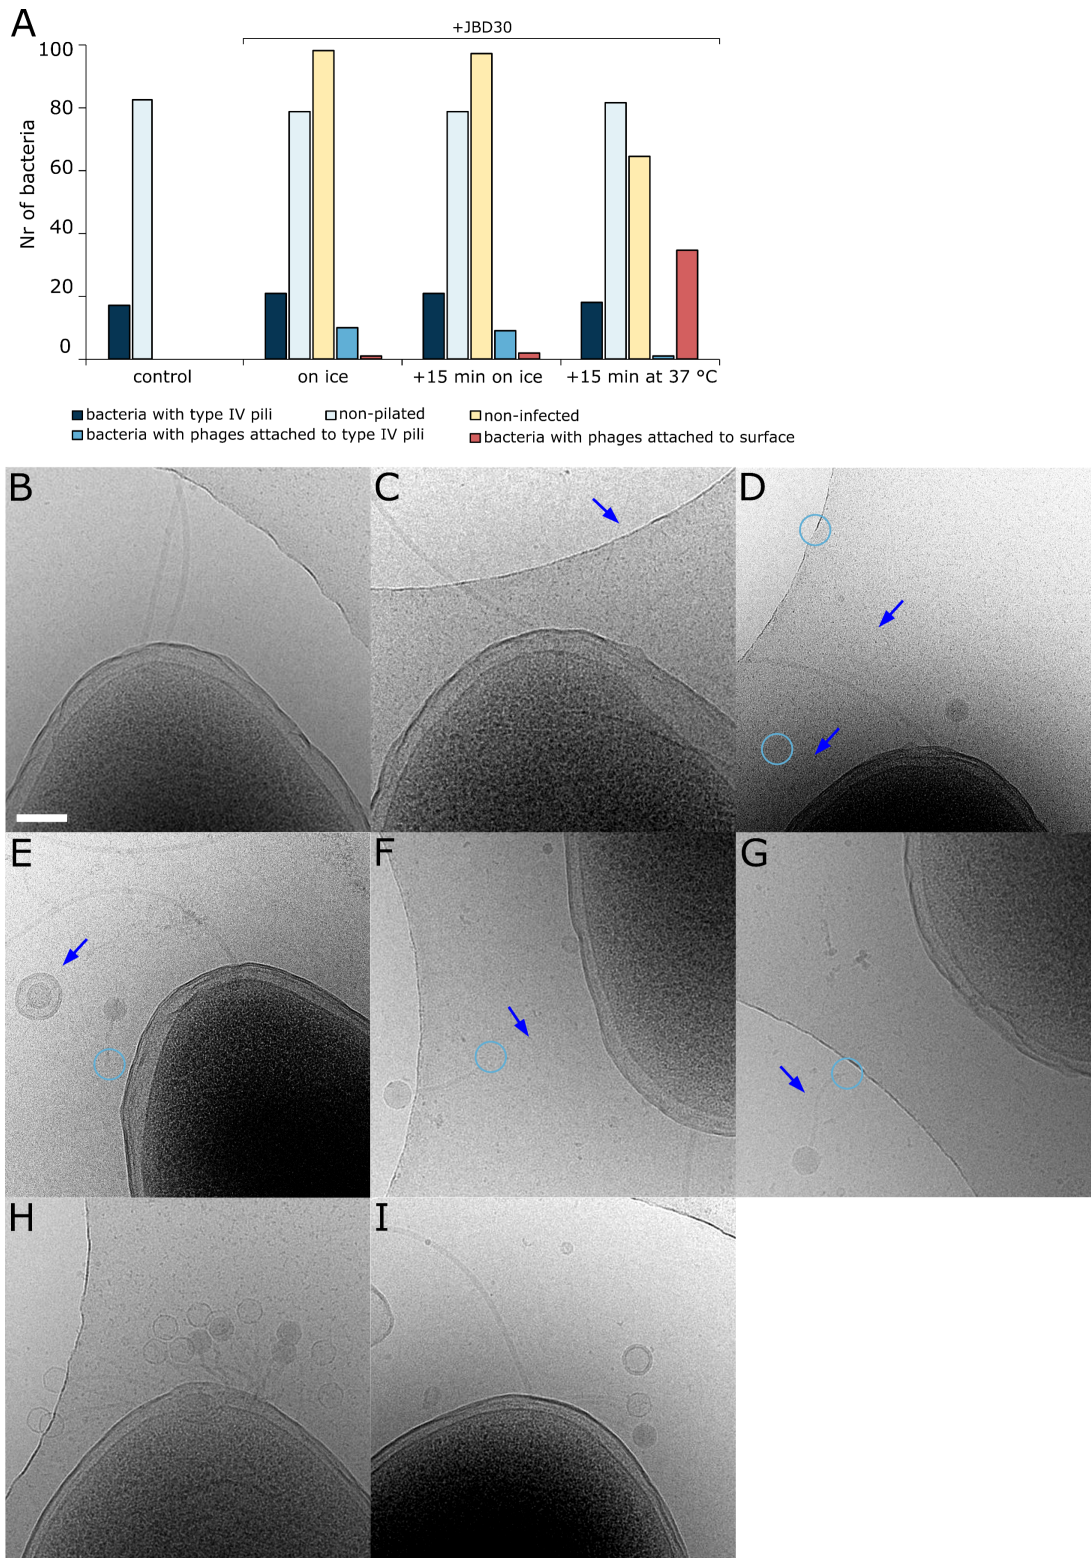 A
+JBD30
100
80
60
40
20
0
Nr of bacteria
control
on ice
+15 min on ice
+15 min at 37 °C
bacteria with type IV pili
non-pilated
non-infected
bacteria with phages attached to type IV pili
bacteria with phages attached to surface
B
C
D
E
F
G
H
I